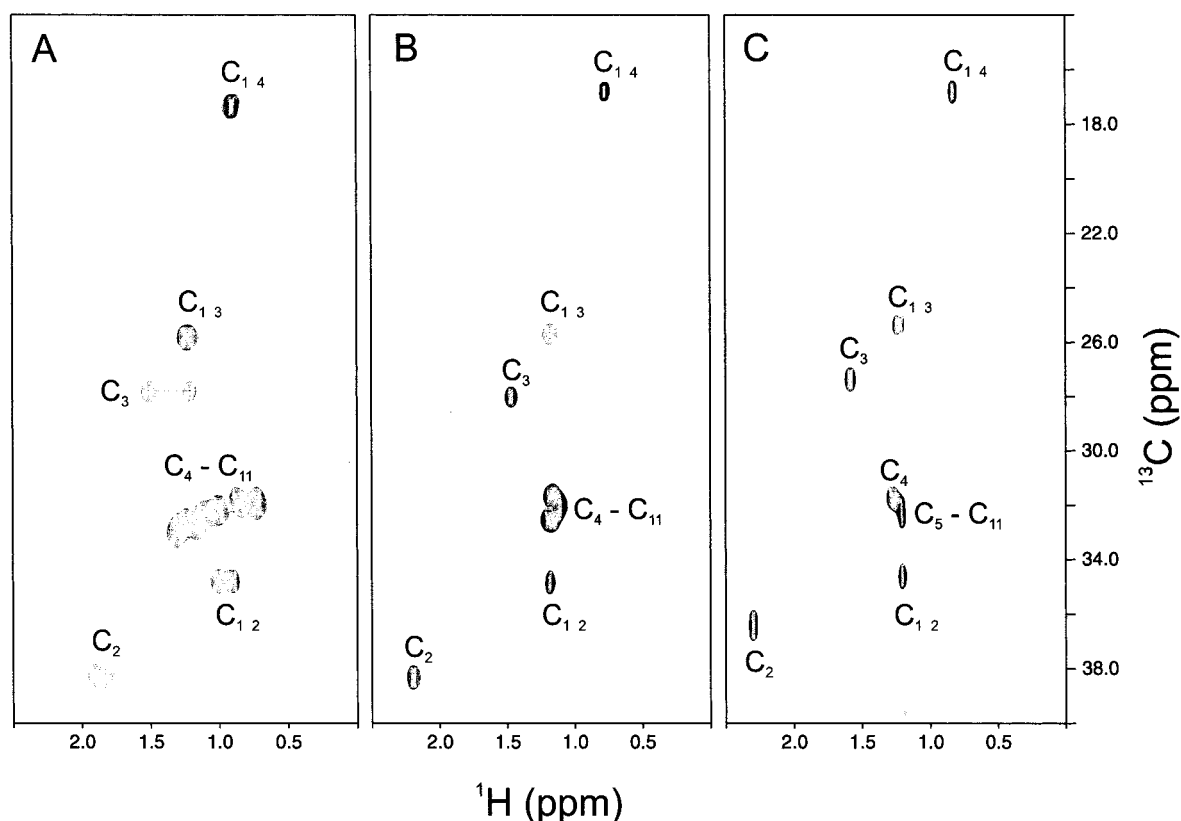 A
C₁₄
C₁₃
C₃
C₄ - C₁₁
C₁₂
C₂
2.0 1.5 1.0 0.5
B
C₁₄
C₁₃
C₃
C₄ - C₁₁
C₁₂
C₂
2.0 1.5 1.0 0.5
C
C₁₄
C₁₃
C₃
C₄
C₅ - C₁₁
C₁₂
C₂
2.0 1.5 1.0 0.5
18.0
22.0
26.0
30.0
34.0
38.0
¹³C (ppm)
¹H (ppm)